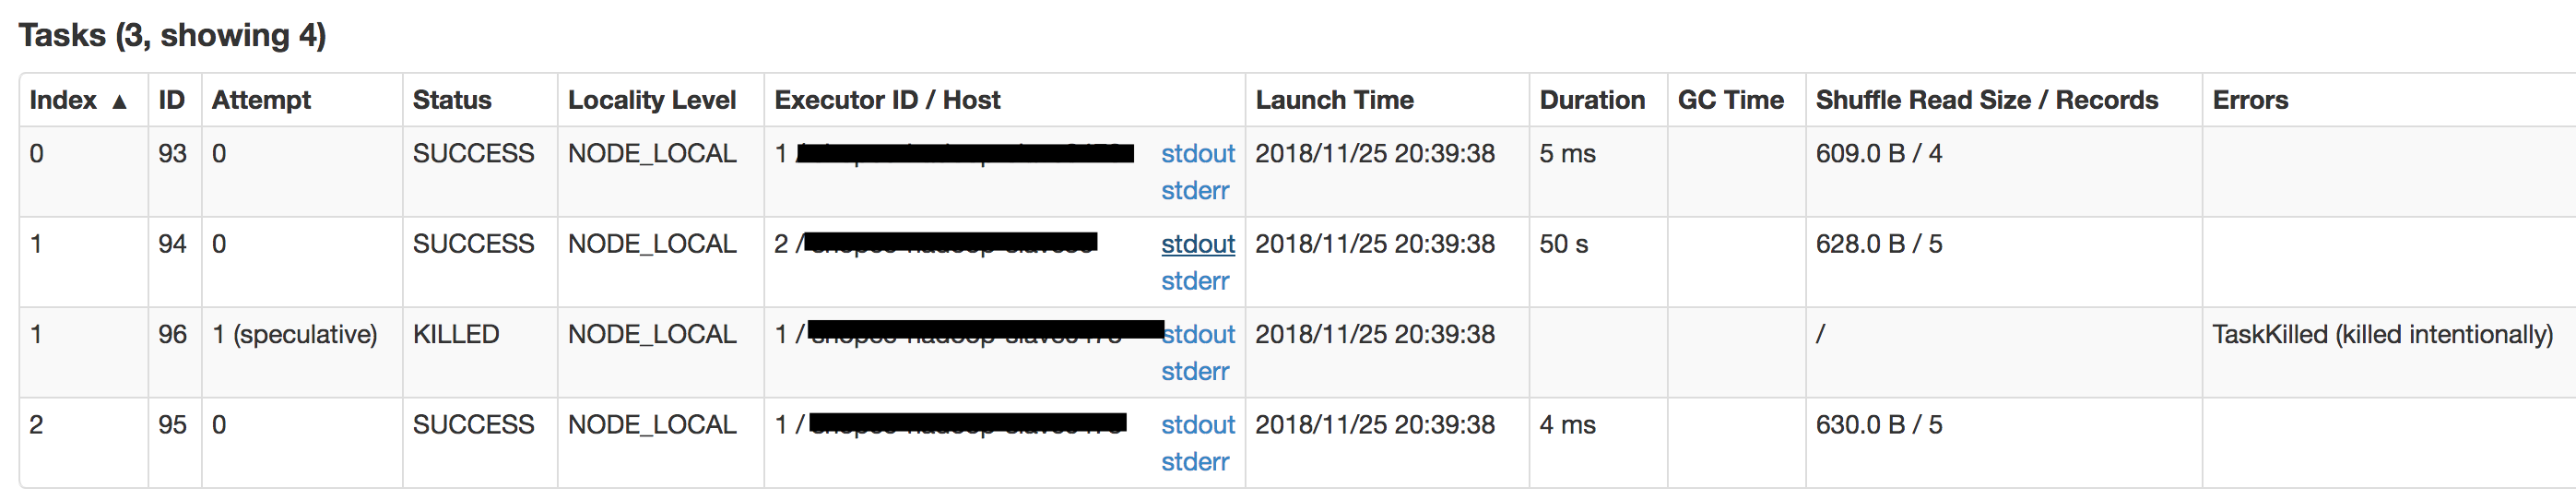 Tasks (3, showing 4)
Index ▲ ID Attempt Status Locality Level Executor ID / Host Launch Time Duration GC Time Shuffle Read Size / Records Errors
0 93 0 SUCCESS NODE_LOCAL 1 / stdout 2018/11/25 20:39:38 5 ms 609.0 B / 4
stderr
1 94 0 SUCCESS NODE_LOCAL 2 / stdout 2018/11/25 20:39:38 50 s 628.0 B / 5
stderr
1 96 1 (speculative) KILLED NODE_LOCAL 1 / stdout 2018/11/25 20:39:38 / TaskKilled (killed intentionally)
stderr
2 95 0 SUCCESS NODE_LOCAL 1 / stdout 2018/11/25 20:39:38 4 ms 630.0 B / 5
stderr